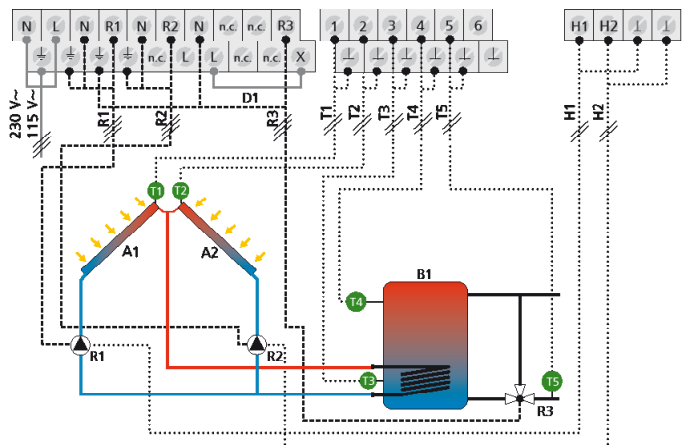 N L N R1 N R2 N n.c. n.c. R3
n.c. L L n.c. n.c. X
1 2 3 4 5 6
H1 H2
D1
230 V~
115 V~
R1
R2
R3
T1
T2
T3
T4
T5
H1
H2
T1
T2
A1
A2
B1
T4
T3
T5
R1
R2
R3